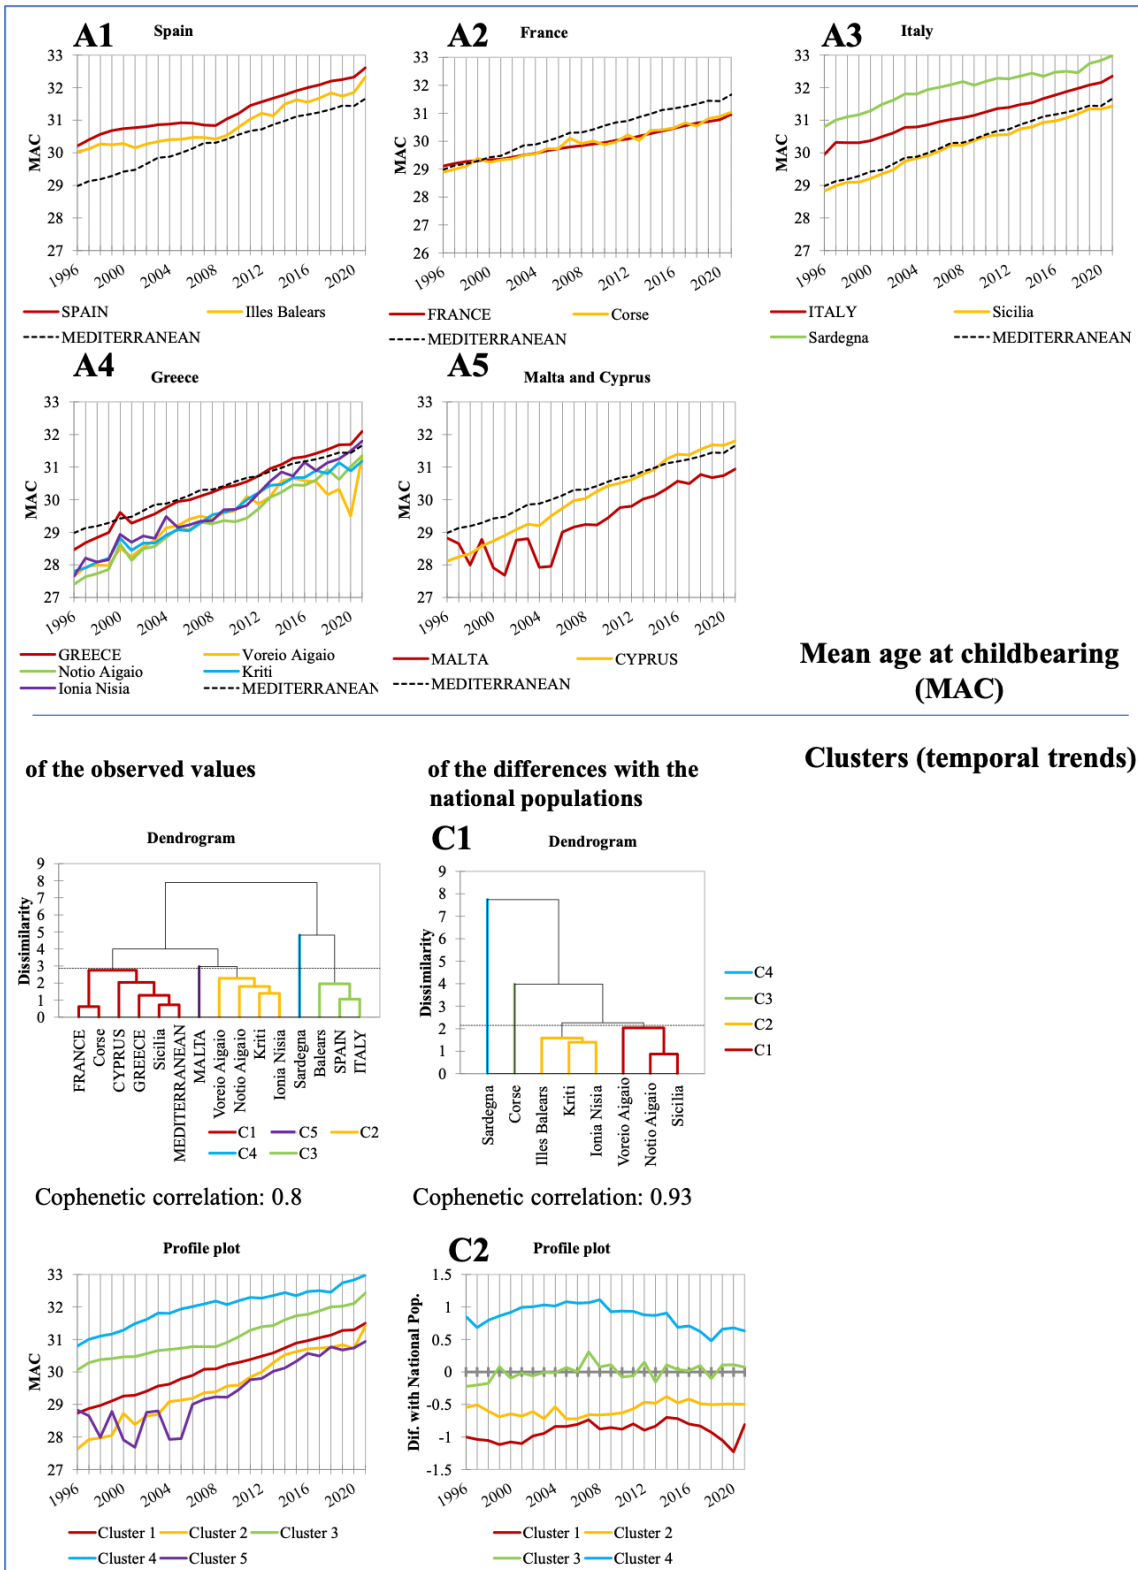 A1 Spain
33
32
31
30
29
28
27
MAC
1996 2000 2004 2008 2012 2016 2020
SPAIN Illes Balears
MEDITERRANEAN
A2 France
33
32
31
30
29
28
27
26
MAC
1996 2000 2004 2008 2012 2016 2020
FRANCE Corse
MEDITERRANEAN
A3 Italy
33
32
31
30
29
28
27
MAC
1996 2000 2004 2008 2012 2016 2020
ITALY Sicilia
Sardegna MEDITERRANEAN
A4 Greece
33
32
31
30
29
28
27
MAC
1996 2000 2004 2008 2012 2016 2020
GREECE Voreio Aigaio
Notio Aigaio Kriti
Ionia Nisia MEDITERRANEAN
A5 Malta and Cyprus
33
32
31
30
29
28
27
MAC
1996 2000 2004 2008 2012 2016 2020
MALTA CYPRUS
MEDITERRANEAN
Mean age at childbearing
(MAC)
Clusters (temporal trends)
of the observed values
of the differences with the
national populations
Dendrogram
9
8
7
6
5
4
3
2
1
0
Dissimilarity
FRANCE
Corse
CYPRUS
GREECE
Sicilia
MEDITERRANEAN
MALTA
Voreio Aigaio
Notio Aigaio
Kriti
Ionia Nisia
Sardegna
Balears
SPAIN
ITALY
C1 C5 C2
C4 C3
Cophenetic correlation: 0.8
C1 Dendrogram
9
8
7
6
5
4
3
2
1
0
Dissimilarity
Sardegna
Corse
Illes Balears
Kriti
Ionia Nisia
Voreio Aigaio
Notio Aigaio
Sicilia
C4
C3
C2
C1
Cophenetic correlation: 0.93
Profile plot
33
32
31
30
29
28
27
MAC
1996 2000 2004 2008 2012 2016 2020
Cluster 1 Cluster 2 Cluster 3
Cluster 4 Cluster 5
C2 Profile plot
1.5
1
0.5
0
-0.5
-1
-1.5
Dif. with National Pop.
1996 2000 2004 2008 2012 2016 2020
Cluster 1 Cluster 2
Cluster 3 Cluster 4